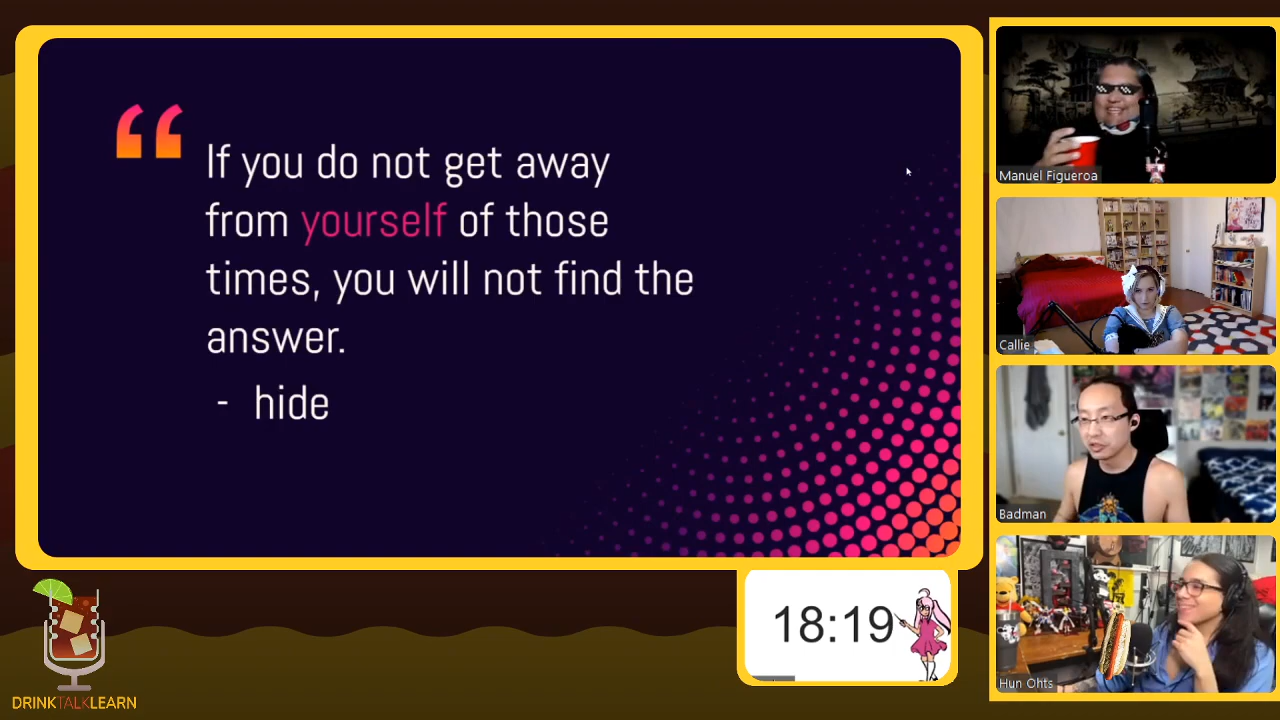 “
If you do not get away
from yourself of those
times, you will not find the
answer.
- hide
Manuel Figueroa
Callie
Badman
Hun Ohts
18:19
DRINKTALKLEARN